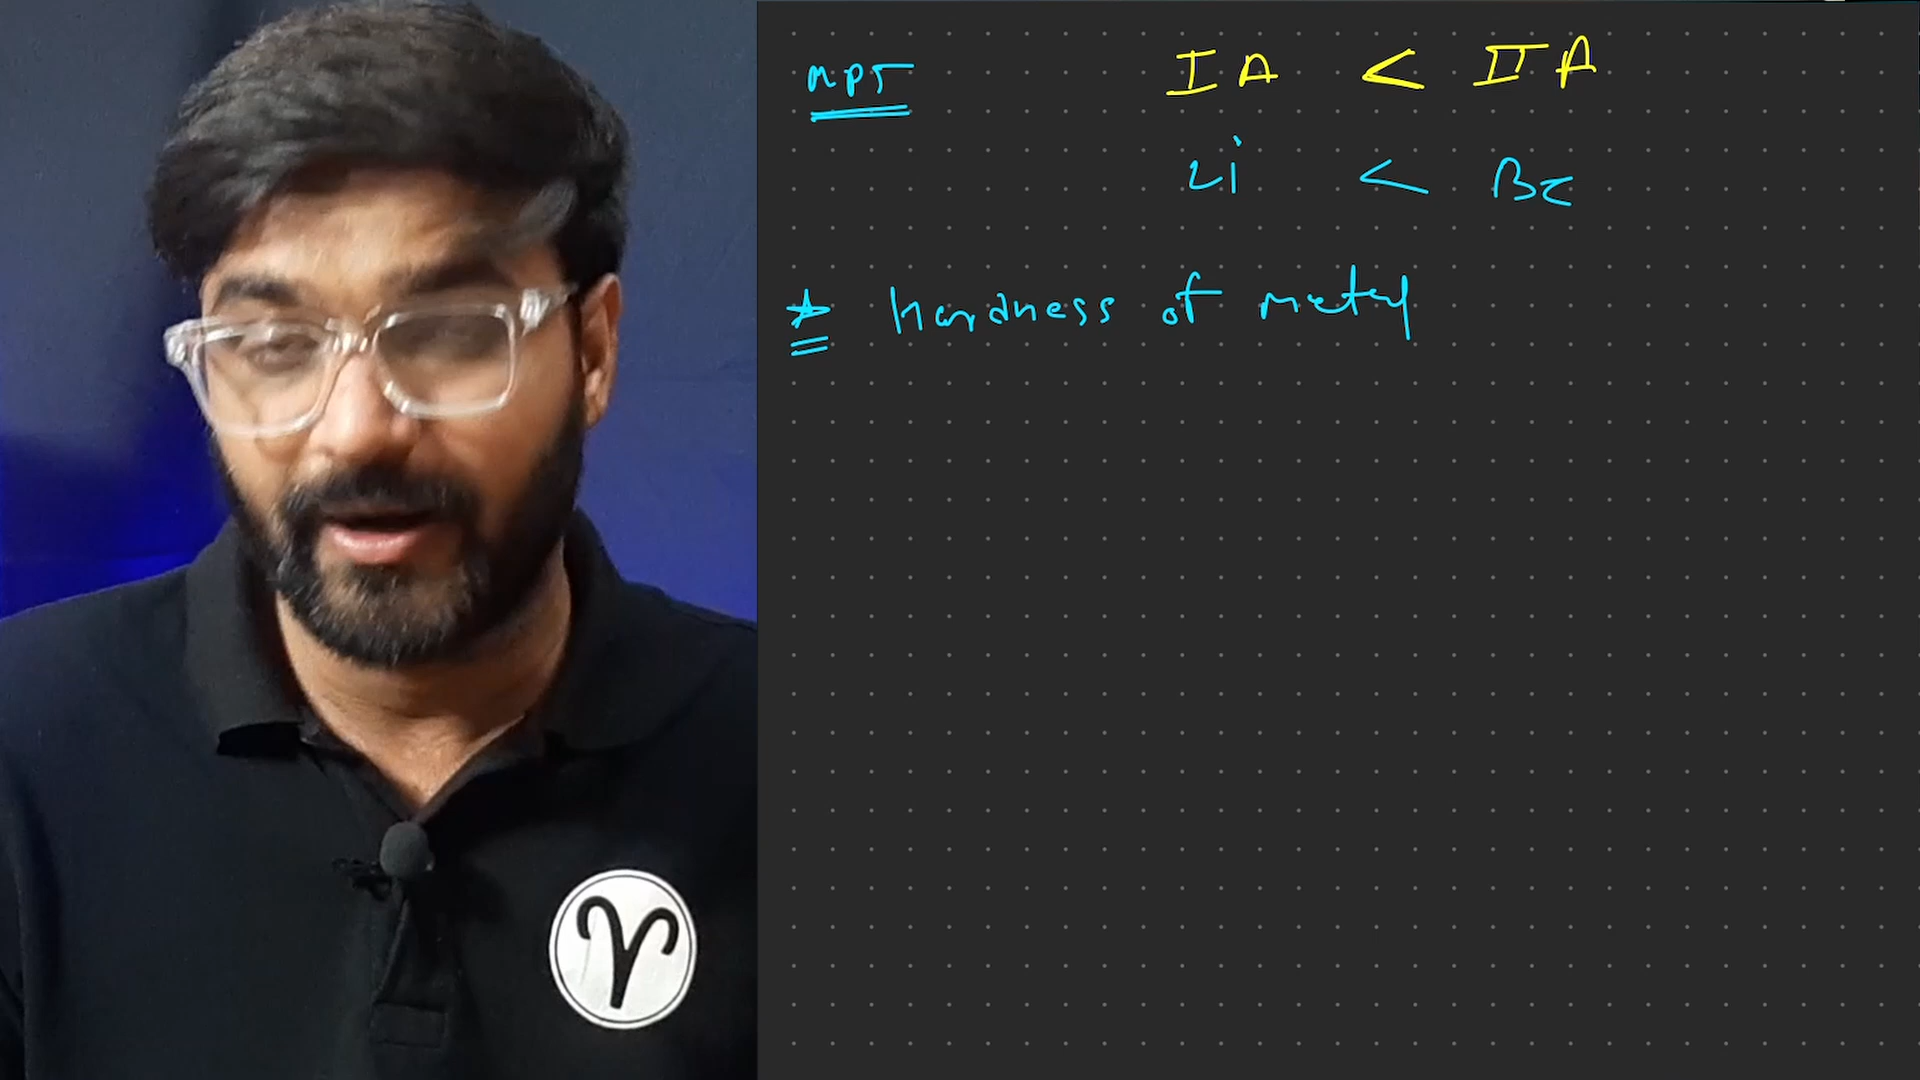 MPT IA < IIA
Li < Be
* hardness of metal